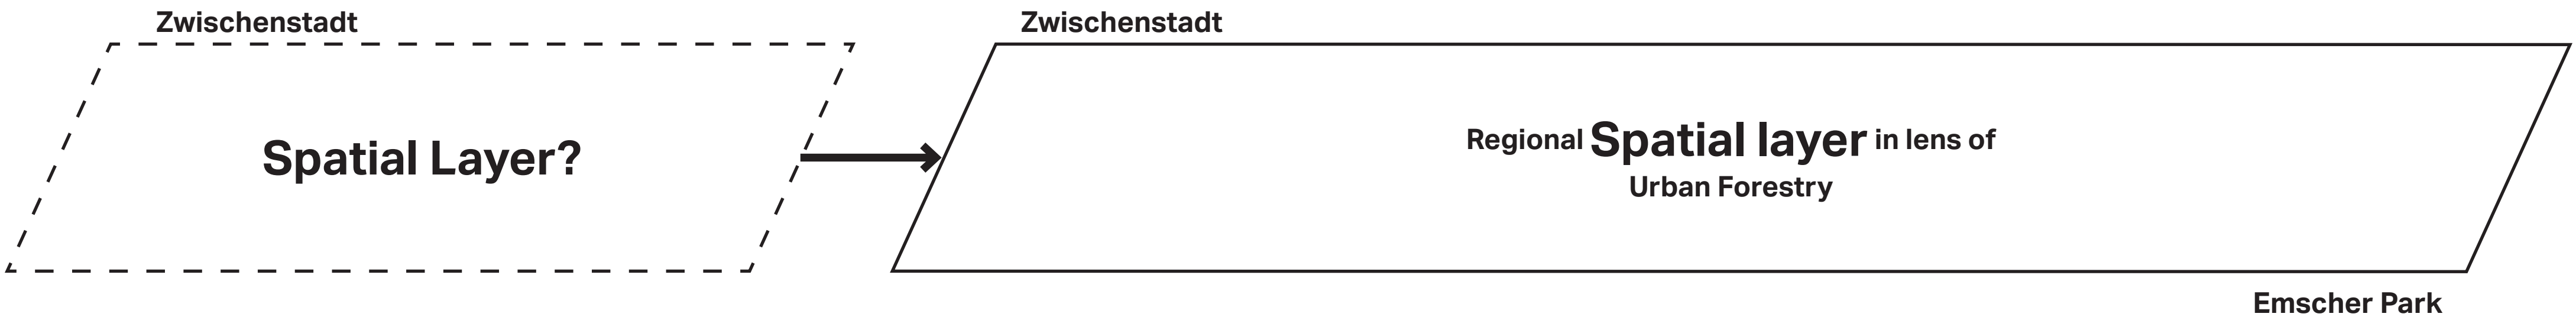 Zwischenstadt
Spatial Layer?
Zwischenstadt
Regional Spatial layer in lens of
Urban Forestry
Emscher Park